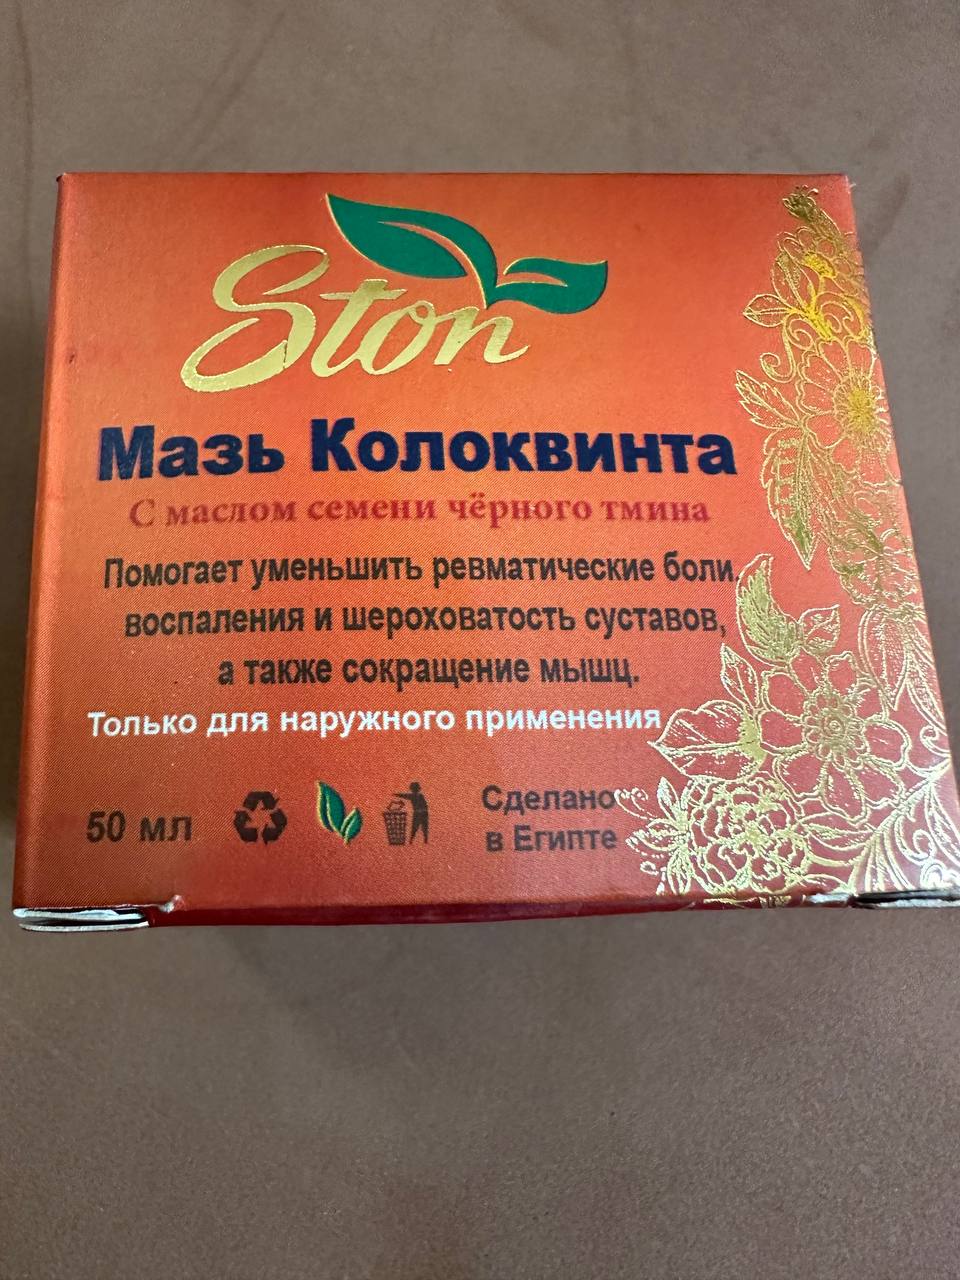 Ston
Мазь Колоквинта
С маслом семени чёрного тмина
Помогает уменьшить ревматические боли,
воспаления и шероховатость суставов,
а также сокращение мышц.
Только для наружного применения
50 мл
Сделано
в Египте